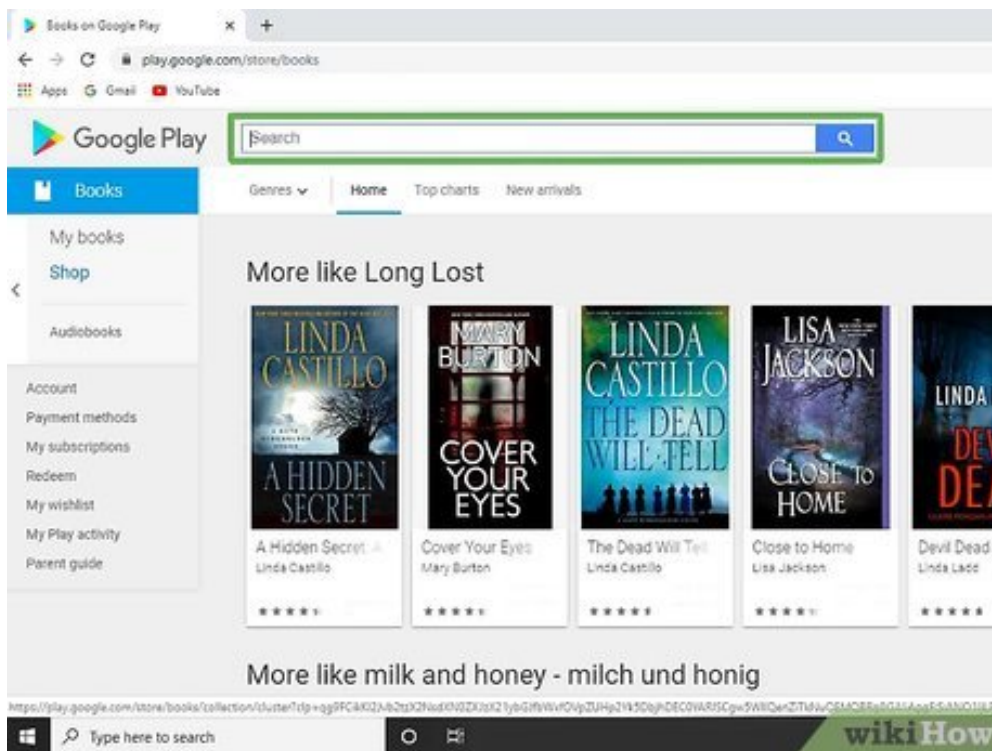 Books on Google Play
play.google.com/store/books
Apps Gmail YouTube
Google Play
Search
Books
Genres Home Top charts New arrivals
My books
Shop
Audiobooks
Account
Payment methods
My subscriptions
Redeem
My wishlist
My Play activity
Parent guide
More like Long Lost
LINDA
CASTILLO
A HIDDEN
SECRET
MARY
BURTON
COVER
YOUR
EYES
LINDA
CASTILLO
THE DEAD
WILL TELL
LISA
JACKSON
CLOSE TO
HOME
LINDA
A Hidden Secret
Linda Castillo
Cover Your Eyes
Mary Burton
The Dead Will Tell
Linda Castillo
Close to Home
Lisa Jackson
Devil Dead
Linda Ladd
More like milk and honey - milch und honig
Type here to search
wikiHow